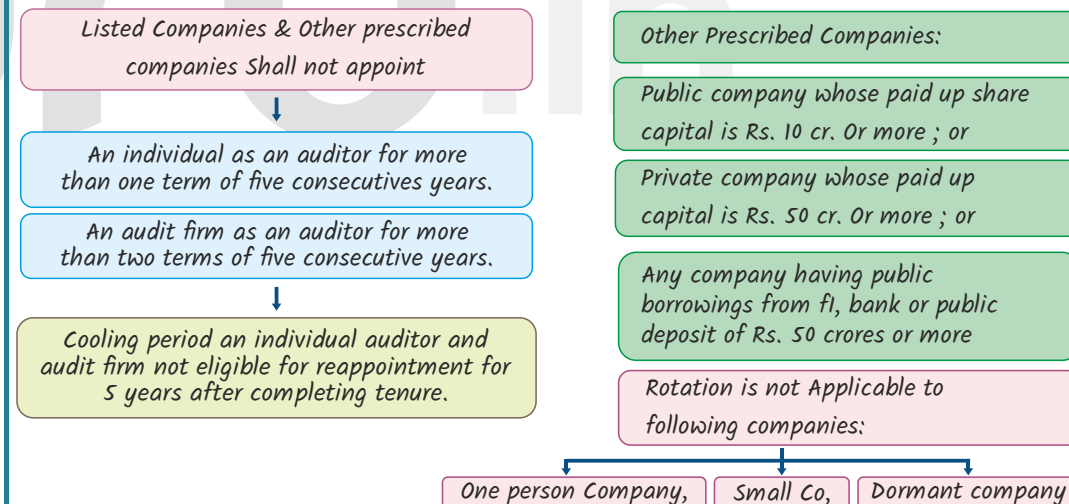 Listed Companies & Other prescribed
companies Shall not appoint
An individual as an auditor for more
than one term of five consecutives years.
An audit firm as an auditor for more
than two terms of five consecutive years.
Cooling period an individual auditor and
audit firm not eligible for reappointment for
5 years after completing tenure.
Other Prescribed Companies:
Public company whose paid up share
capital is Rs. 10 cr. Or more ; or
Private company whose paid up
capital is Rs. 50 cr. Or more ; or
Any company having public
borrowings from fI, bank or public
deposit of Rs. 50 crores or more
Rotation is not Applicable to
following companies:
One person Company,
Small Co,
Dormant company